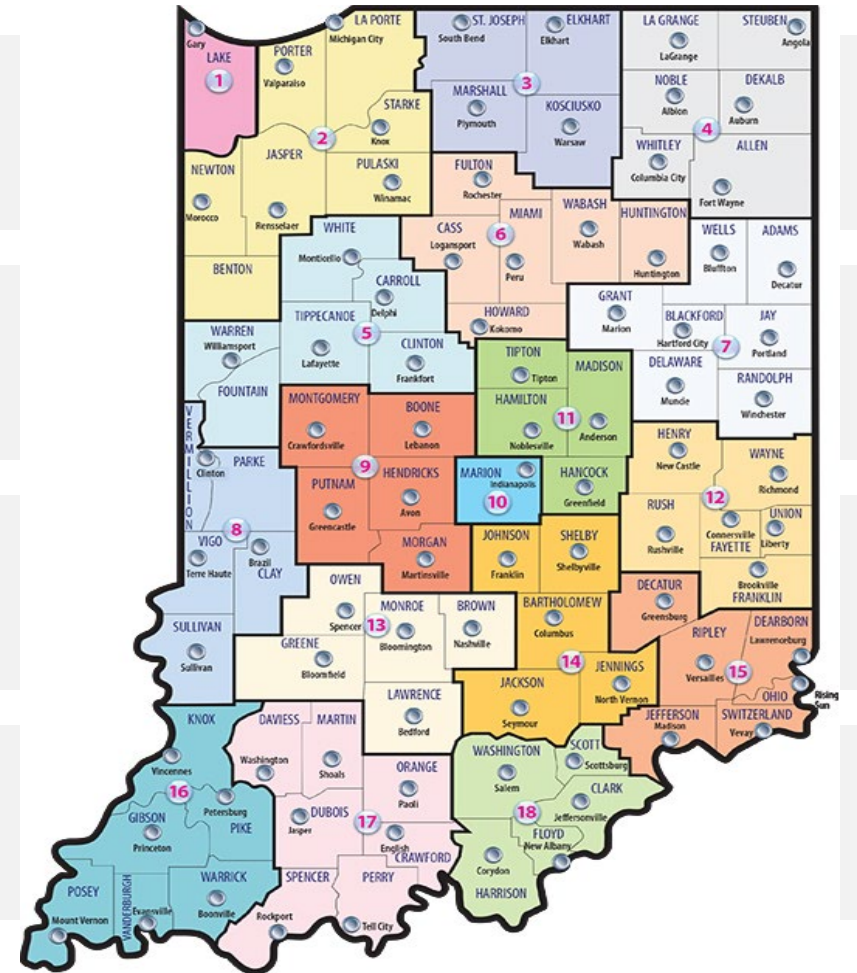 Gary
LAKE
1
PORTER
Valparaiso
LA PORTE
Michigan City
STARKE
Knox
2
JASPER
Rensselaer
PULASKI
Winamac
NEWTON
Morocco
BENTON
ST. JOSEPH
South Bend
ELKHART
Elkhart
3
MARSHALL
Plymouth
KOSCIUSKO
Warsaw
LA GRANGE
LaGrange
STEUBEN
Angola
NOBLE
Albion
DEKALB
Auburn
4
WHITLEY
Columbia City
ALLEN
Fort Wayne
WHITE
Monticello
CARROLL
Delphi
TIPPECANOE
Lafayette
5
CLINTON
Frankfort
WARREN
Williamsport
FOUNTAIN
FULTON
Rochester
CASS
Logansport
6
MIAMI
Peru
WABASH
Wabash
HUNTINGTON
Huntington
HOWARD
Kokomo
WELLS
Bluffton
ADAMS
Decatur
GRANT
Marion
BLACKFORD
Hartford City
7
JAY
Portland
DELAWARE
Muncie
RANDOLPH
Winchester
VERMILLION
Clinton
PARKE
8
VIGO
Terre Haute
Brazil
CLAY
SULLIVAN
Sullivan
MONTGOMERY
Crawfordsville
BOONE
Lebanon
9
PUTNAM
Greencastle
HENDRICKS
Avon
MORGAN
Martinsville
MARION
Indianapolis
10
TIPTON
Tipton
MADISON
Anderson
HAMILTON
Noblesville
11
HANCOCK
Greenfield
HENRY
New Castle
WAYNE
Richmond
12
RUSH
Rushville
Connersville
FAYETTE
UNION
Liberty
Brookville
FRANKLIN
OWEN
Spencer
13
MONROE
Bloomington
BROWN
Nashville
GREENE
Bloomfield
LAWRENCE
Bedford
JOHNSON
Franklin
SHELBY
Shelbyville
BARTHOLOMEW
Columbus
14
JACKSON
Seymour
JENNINGS
North Vernon
DECATUR
Greensburg
RIPLEY
Versailles
15
DEARBORN
Lawrenceburg
OHIO
Rising
Sun
JEFFERSON
Madison
SWITZERLAND
Vevay
KNOX
Vincennes
16
GIBSON
Princeton
Petersburg
PIKE
POSEY
Mount Vernon
VANDERBURGH
Evansville
WARRICK
Boonville
DAVIESS
Washington
MARTIN
Shoals
ORANGE
Paoli
DUBOIS
Jasper
17
English
CRAWFORD
SPENCER
Rockport
PERRY
Tell City
WASHINGTON
Salem
SCOTT
Scottsburg
CLARK
Jeffersonville
18
FLOYD
New Albany
Corydon
HARRISON